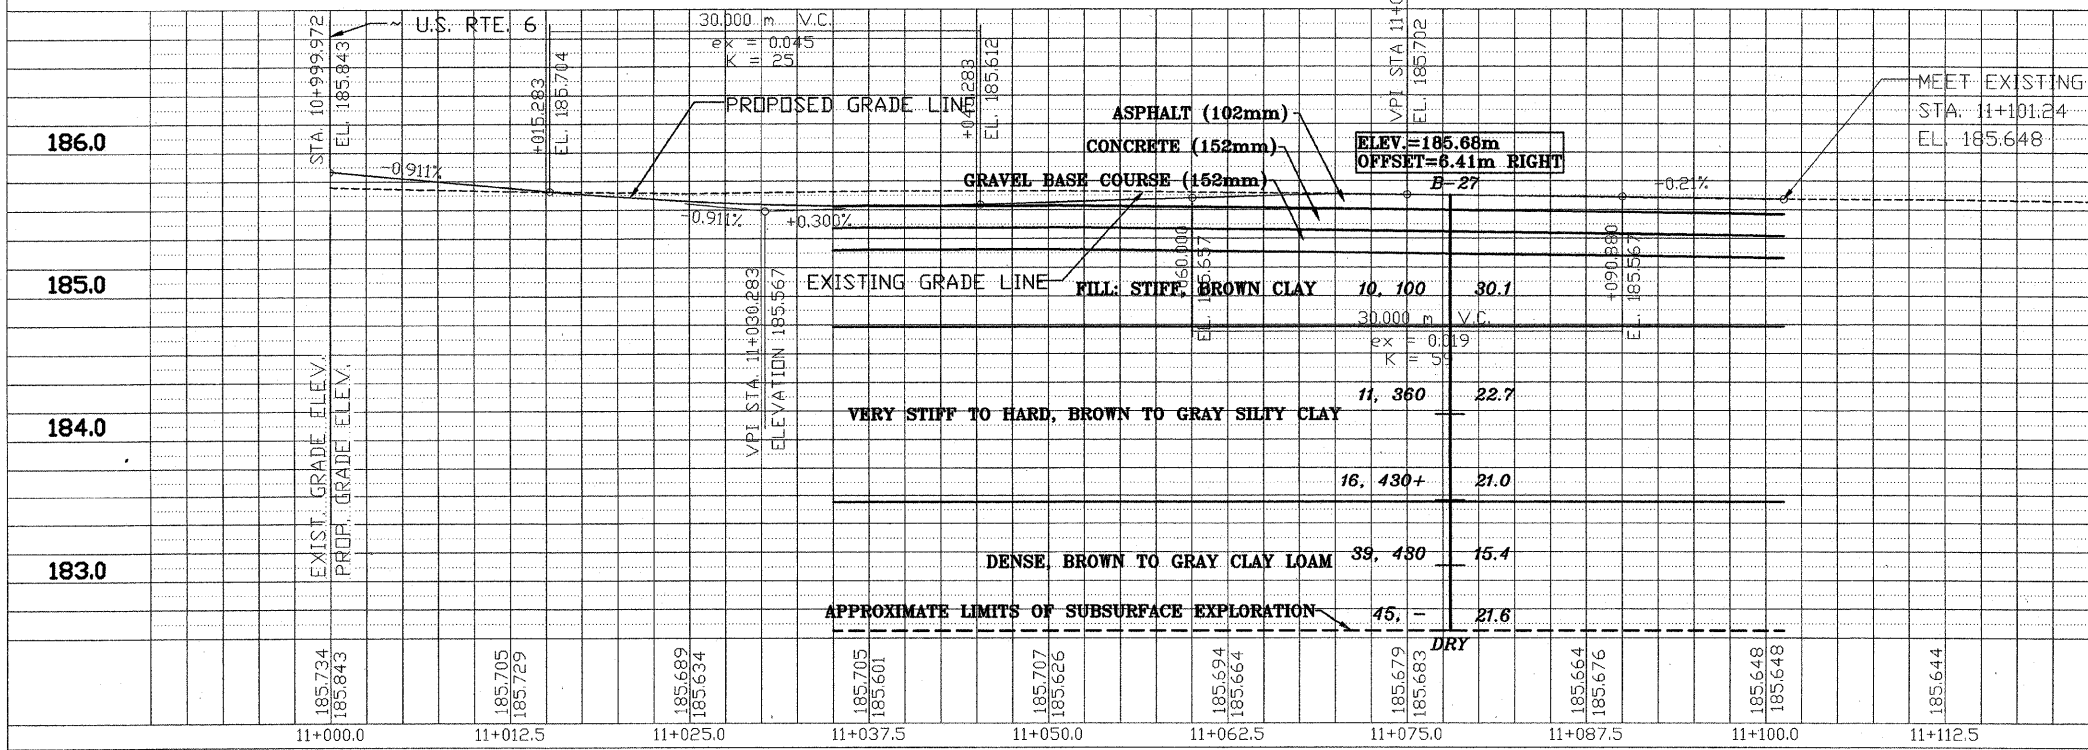 U.S. RTE. 6
STA. 10+999.972
EL. 185.843
+015.283
EL. 185.704
30.000 m V.C.
ex = 0.045
K = 25
EL. 185.612
VPI STA 11+0
EL. 185.702
MEET EXISTING
STA. 11+101.24
EL. 185.648
PROPOSED GRADE LINE
ASPHALT (102mm)
CONCRETE (152mm)
GRAVEL BASE COURSE (152mm)
ELEV.=185.68m
OFFSET=6.41m RIGHT
B-27
186.0
-0.911%
-0.911%
+0.300%
-0.21%
185.0
EXISTING GRADE LINE
FILL: STIFF, BROWN CLAY 10, 100 30.1
+060.000
EL. 185.657
+090.880
EL. 185.567
30.000 m V.C.
ex = 0.019
K = 59
VPI STA. 11+030.283
ELEVATION 185.567
11, 360 22.7
184.0
VERY STIFF TO HARD, BROWN TO GRAY SILTY CLAY
16, 430+ 21.0
EXIST. GRADE ELEV.
PROP. GRADE ELEV.
183.0
DENSE, BROWN TO GRAY CLAY LOAM 39, 430 15.4
APPROXIMATE LIMITS OF SUBSURFACE EXPLORATION 45, - 21.6
DRY
185.734
185.843
185.705
185.729
185.689
185.634
185.705
185.601
185.707
185.626
185.694
185.664
185.679
185.683
185.664
185.676
185.648
185.648
185.644
11+000.0 11+012.5 11+025.0 11+037.5 11+050.0 11+062.5 11+075.0 11+087.5 11+100.0 11+112.5